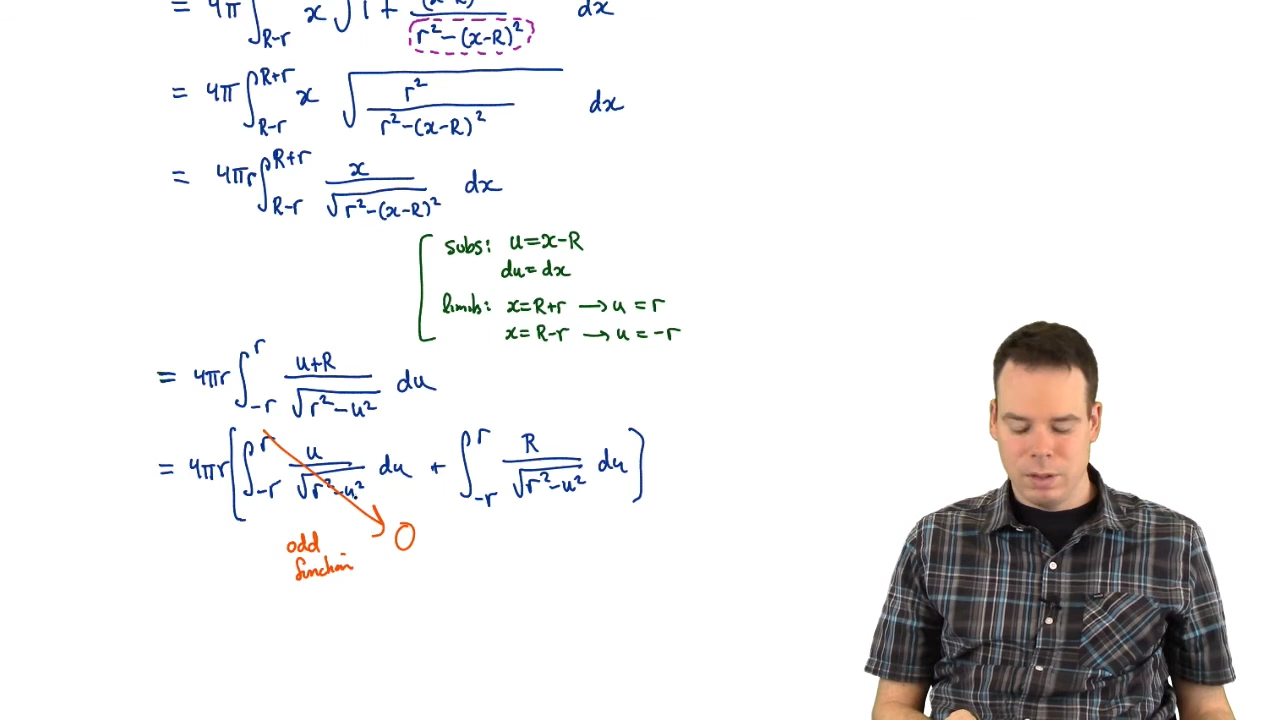 = 4π ∫_{R-r} x √(1 + (x-R)²/(r²-(x-R)²)) dx
= 4π ∫_{R-r}^{R+r} x √(r²/(r²-(x-R)²)) dx
= 4πr ∫_{R-r}^{R+r} x/√(r²-(x-R)²) dx
subs: u=x-R
du=dx
limits: x=R+r → u=r
x=R-r → u=-r
= 4πr ∫_{-r}^{r} (u+R)/√(r²-u²) du
= 4πr [∫_{-r}^{r} u/√(r²-u²) du + ∫_{-r}^{r} R/√(r²-u²) du]
0
odd
function